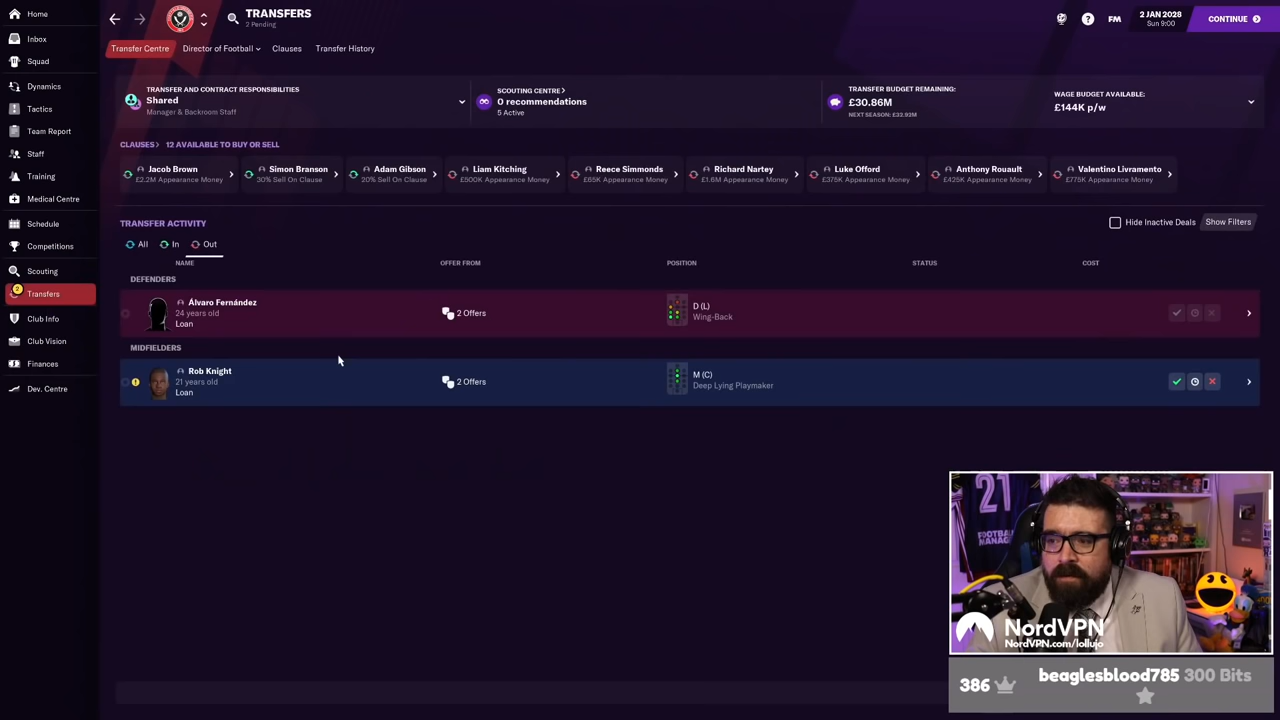 Home
Inbox
Squad
Dynamics
Tactics
Team Report
Staff
Training
Medical Centre
Schedule
Competitions
Scouting
2
Transfers
Club Info
Club Vision
Finances
Dev. Centre
TRANSFERS
2 Pending
?
FM
2 JAN 2028
Sun 9:00
CONTINUE
Transfer Centre
Director of Football
Clauses
Transfer History
TRANSFER AND CONTRACT RESPONSIBILITIES
Shared
Manager & Backroom Staff
SCOUTING CENTRE>
0 recommendations
5 Active
TRANSFER BUDGET REMAINING:
£30.86M
NEXT SEASON: £33.92M
WAGE BUDGET AVAILABLE:
£144K p/w
CLAUSES> 12 AVAILABLE TO BUY OR SELL
Jacob Brown
£2.2M Appearance Money
Simon Branson
30% Sell On Clause
Adam Gibson
20% Sell On Clause
Liam Kitching
£500K Appearance Money
Reece Simmonds
£65K Appearance Money
Richard Nartey
£1.6M Appearance Money
Luke Offord
£375K Appearance Money
Anthony Rouault
£425K Appearance Money
Valentino Livramento
£775K Appearance Money
TRANSFER ACTIVITY
Hide Inactive Deals
Show Filters
All
In
Out
NAME
OFFER FROM
POSITION
STATUS
COST
DEFENDERS
Álvaro Fernández
24 years old
Loan
2 Offers
D (L)
Wing-Back
MIDFIELDERS
Rob Knight
21 years old
Loan
2 Offers
M (C)
Deep Lying Playmaker
21
FOOTBALL
NordVPN
NordVPN.com/lollujo
386
beaglesblood785 300 Bits